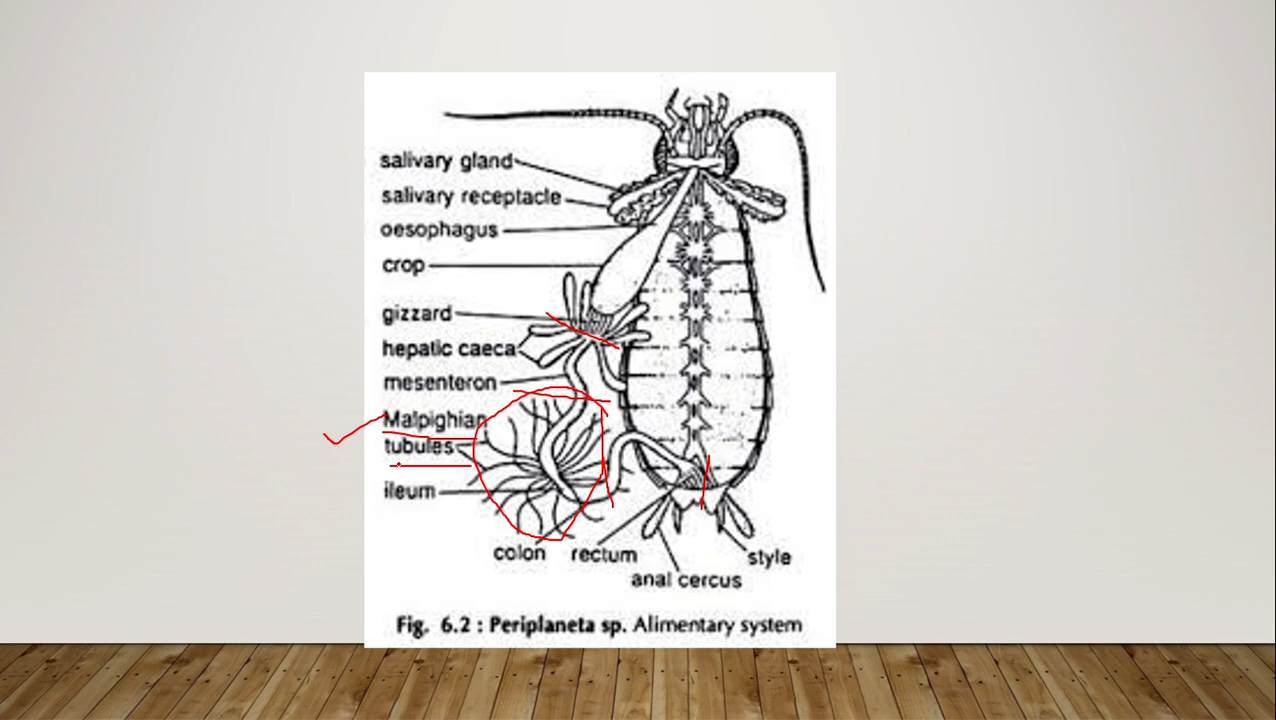 salivary gland
salivary receptacle
oesophagus
crop
gizzard
hepatic caeca
mesenteron
Malpighian
tubules
ileum
colon
rectum
style
anal cercus
Fig. 6.2 : Periplaneta sp. Alimentary system